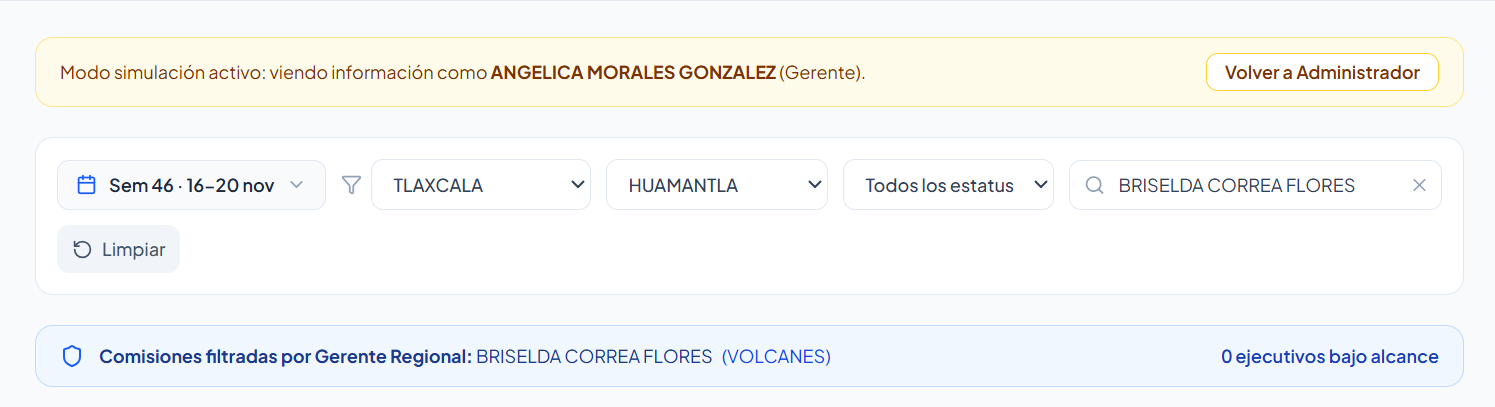 Modo simulación activo: viendo información como ANGELICA MORALES GONZALEZ (Gerente).
Volver a Administrador
Sem 46 · 16–20 nov
TLAXCALA
HUAMANTLA
Todos los estatus
BRISELDA CORREA FLORES
Limpiar
Comisiones filtradas por Gerente Regional: BRISELDA CORREA FLORES (VOLCANES)
0 ejecutivos bajo alcance